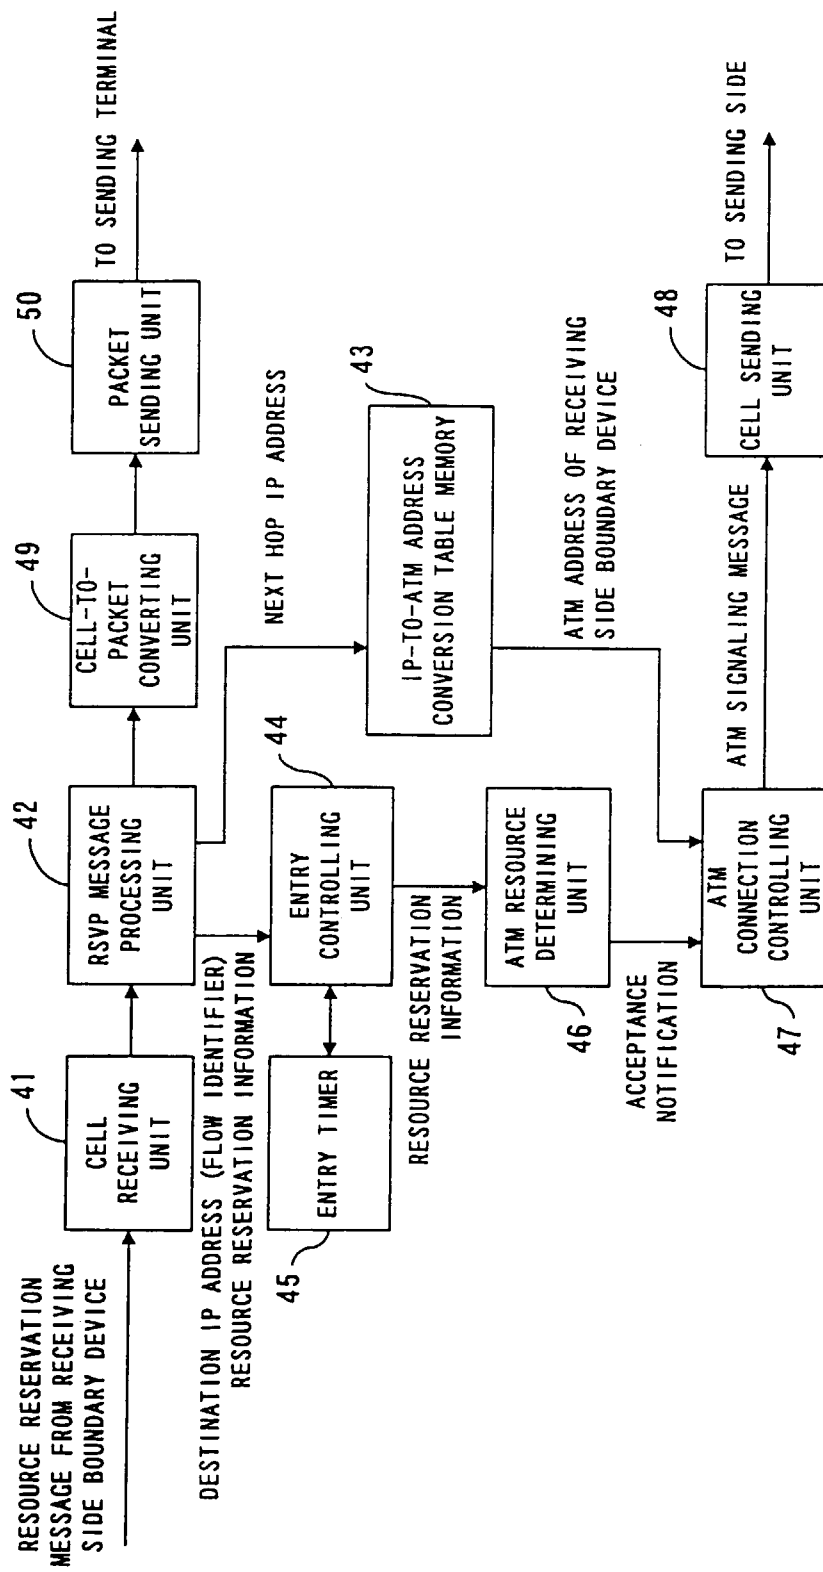 RESOURCE RESERVATION
MESSAGE FROM RECEIVING
SIDE BOUNDARY DEVICE
41
CELL
RECEIVING
UNIT
42
RSVP MESSAGE
PROCESSING
UNIT
49
CELL-TO-
PACKET
CONVERTING
UNIT
50
PACKET
SENDING UNIT
TO SENDING TERMINAL
DESTINATION IP ADDRESS (FLOW IDENTIFIER)
RESOURCE RESERVATION INFORMATION
NEXT HOP IP ADDRESS
45
ENTRY TIMER
44
ENTRY
CONTROLLING
UNIT
43
IP-TO-ATM ADDRESS
CONVERSION TABLE MEMORY
RESOURCE RESERVATION
INFORMATION
46
ATM RESOURCE
DETERMINING
UNIT
ATM ADDRESS OF RECEIVING
SIDE BOUNDARY DEVICE
ACCEPTANCE
NOTIFICATION
47
ATM
CONNECTION
CONTROLLING
UNIT
ATM SIGNALING MESSAGE
48
CELL SENDING
UNIT
TO SENDING SIDE